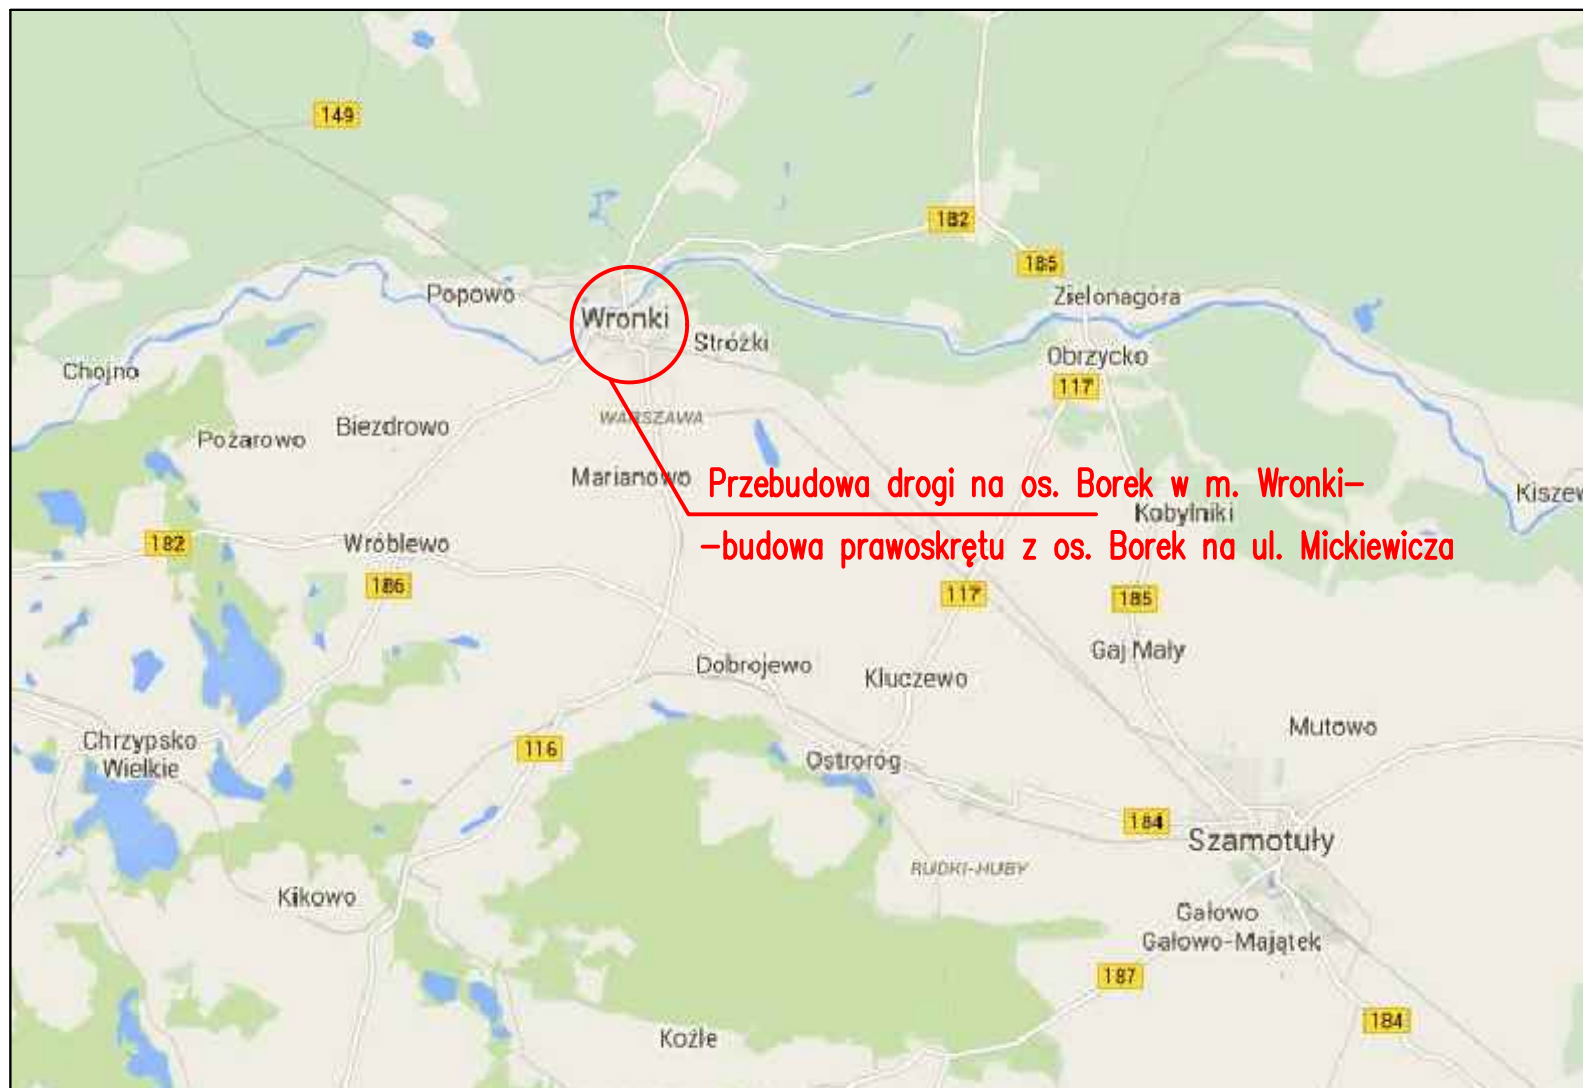 149
182
185
Popowo
Zielonagóra
Wronki
Stróżki
Obrzycko
Chojno
117
WARSZAWA
Biezdrowo
Pożarowo
Marianowo
Przebudowa drogi na os. Borek w m. Wronki–
Kiszew
Kobylniki
182
Wróblewo
–budowa prawoskrętu z os. Borek na ul. Mickiewicza
186
117
185
Gaj Mały
Dobrojewo
Kluczewo
Mutowo
Chrzypsko
Wielkie
116
Ostroróg
184
Szamotuły
RUDKI-HUBY
Kikowo
Gałowo
Gałowo-Majątek
187
184
Koźle